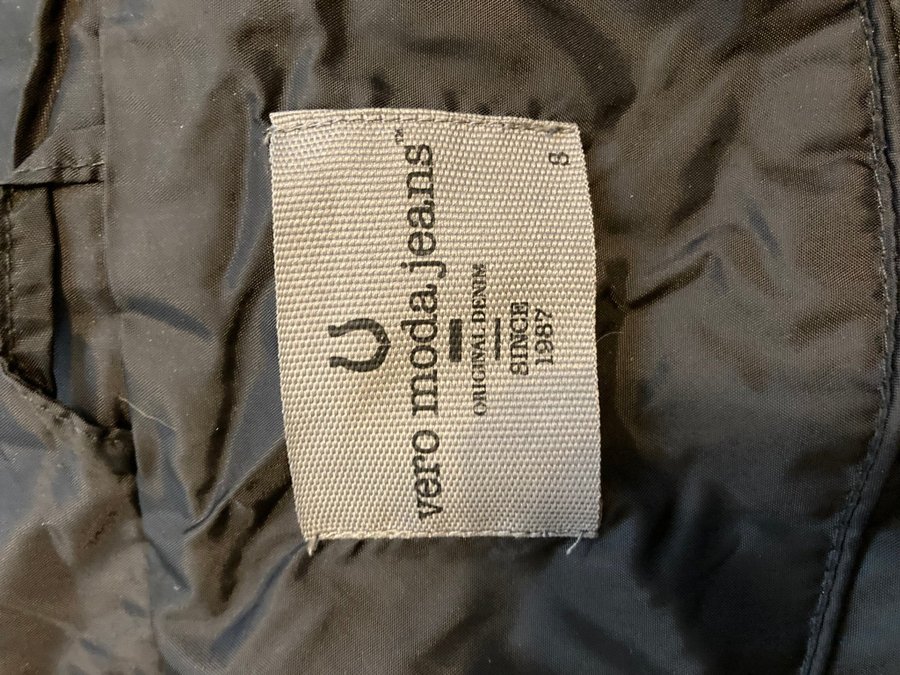 vero moda jeans™
ORIGINAL DENIM
SINCE
1987
S